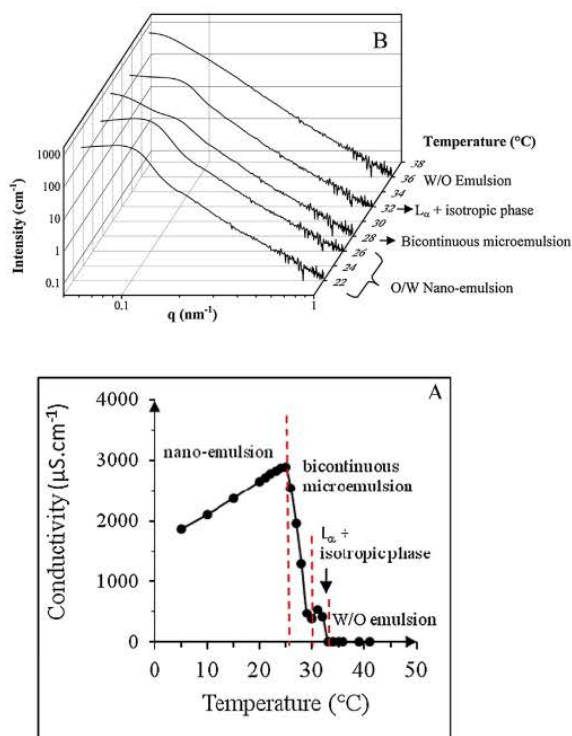 B
1000
100
10
1
0.1
Intensity (cm⁻¹)
0.1
1
q (nm⁻¹)
Temperature (°C)
38
36
W/O Emulsion
34
32
Lα + isotropic phase
30
28
Bicontinuous microemulsion
26
24
22
O/W Nano-emulsion
A
4000
3000
2000
1000
0
Conductivity (µS.cm⁻¹)
nano-emulsion
bicontinuous
microemulsion
Lα +
isotropic phase
W/O emulsion
0
10
20
30
40
50
Temperature (°C)